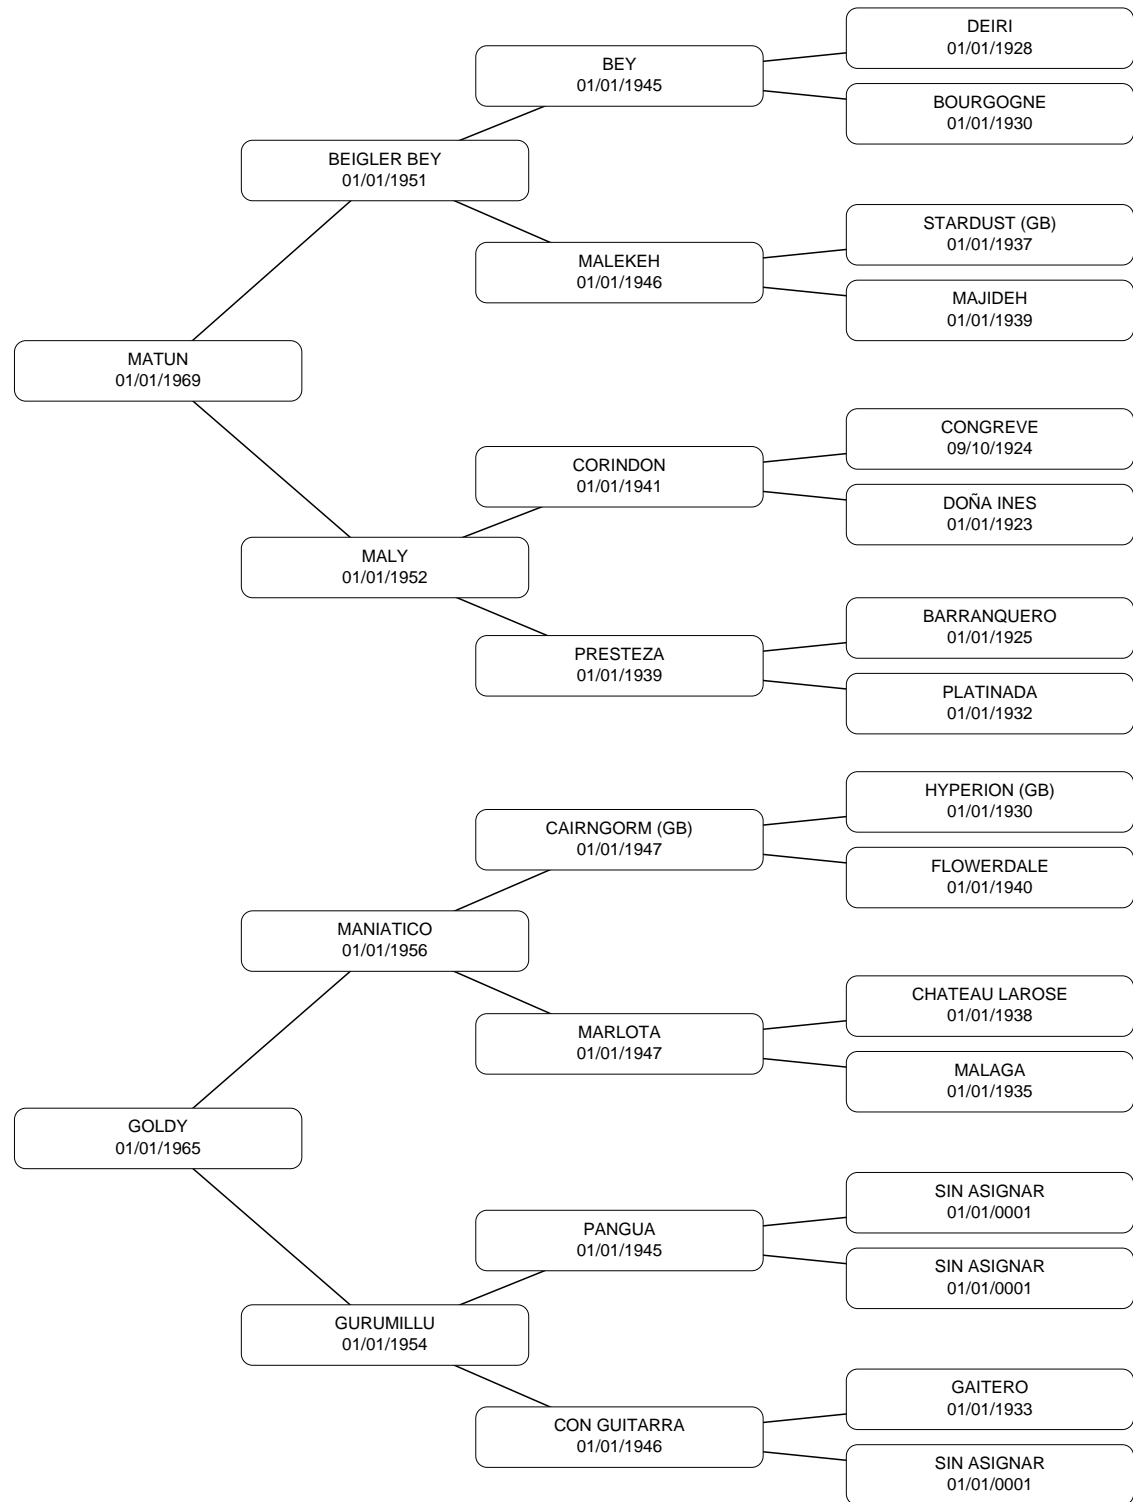 DEIRI
01/01/1928
BEY
01/01/1945
BOURGOGNE
01/01/1930
BEIGLER BEY
01/01/1951
STARDUST (GB)
01/01/1937
MALEKEH
01/01/1946
MAJIDEH
01/01/1939
MATUN
01/01/1969
CONGREVE
09/10/1924
CORINDON
01/01/1941
DOÑA INES
01/01/1923
MALY
01/01/1952
BARRANQUERO
01/01/1925
PRESTEZA
01/01/1939
PLATINADA
01/01/1932
HYPERION (GB)
01/01/1930
CAIRNGORM (GB)
01/01/1947
FLOWERDALE
01/01/1940
MANIATICO
01/01/1956
CHATEAU LAROSE
01/01/1938
MARLOTA
01/01/1947
MALAGA
01/01/1935
GOLDY
01/01/1965
SIN ASIGNAR
01/01/0001
PANGUA
01/01/1945
SIN ASIGNAR
01/01/0001
GURUMILLU
01/01/1954
GAITERO
01/01/1933
CON GUITARRA
01/01/1946
SIN ASIGNAR
01/01/0001